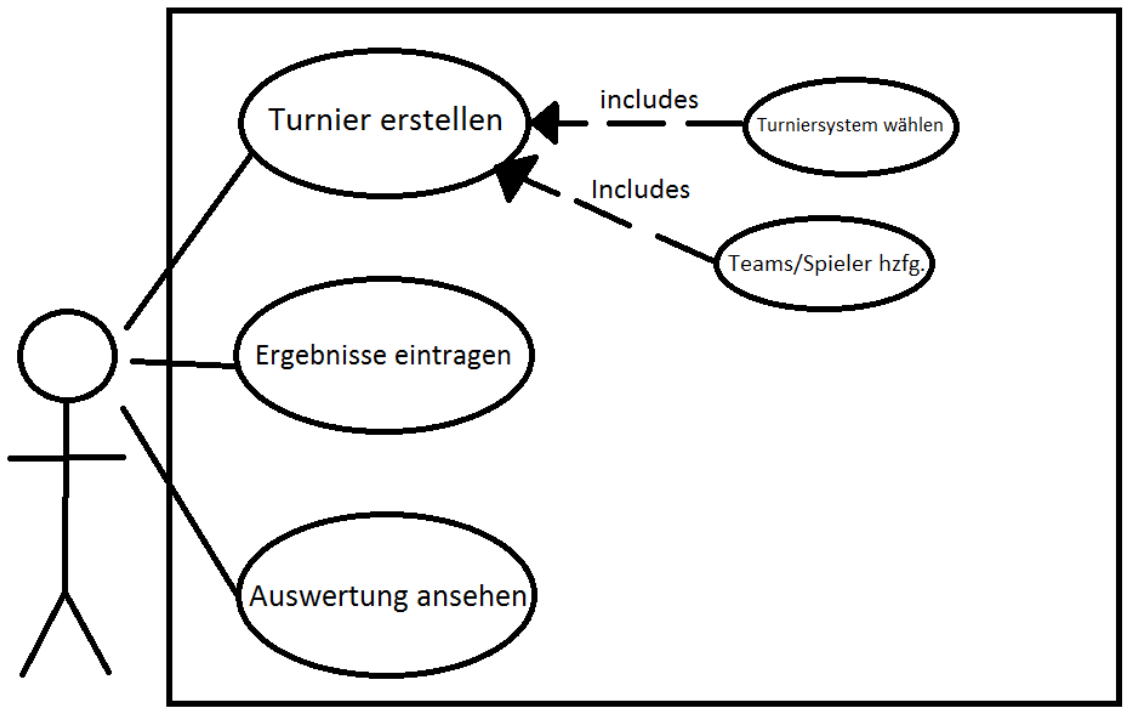 Turnier erstellen
includes
Turniersystem wählen
Includes
Teams/Spieler hzfg.
Ergebnisse eintragen
Auswertung ansehen